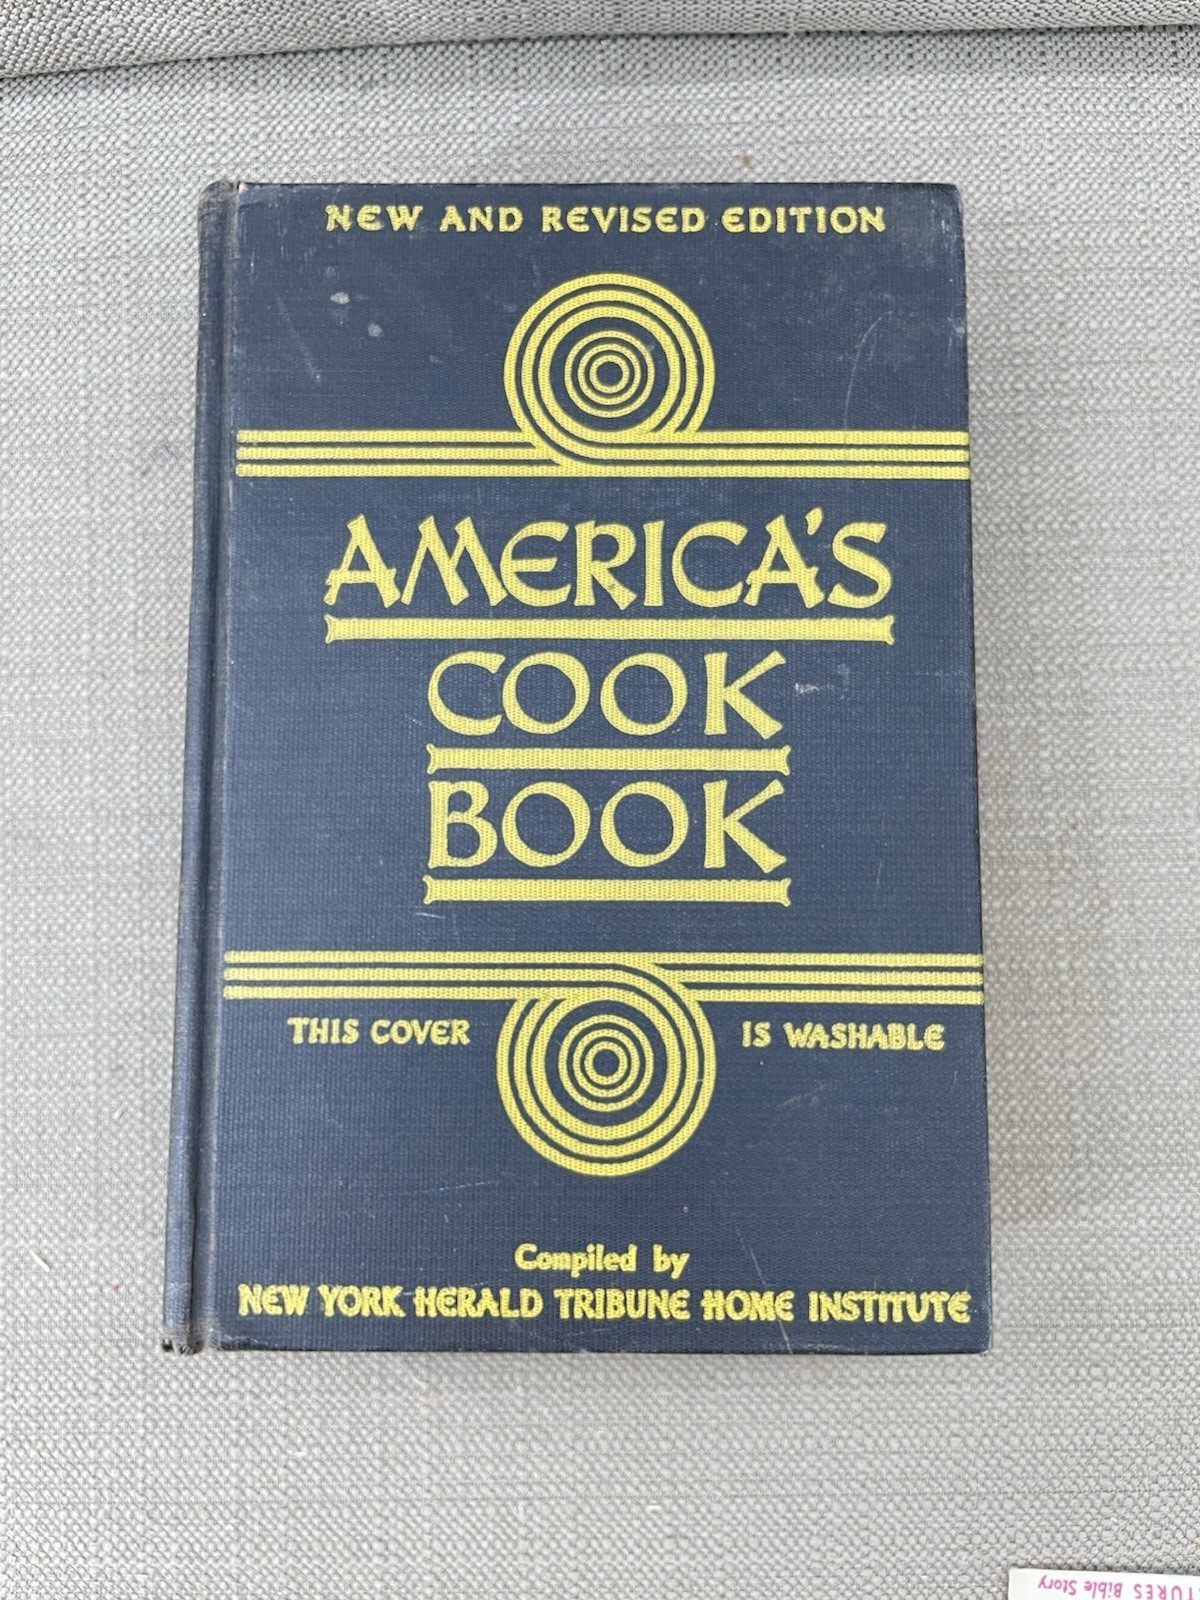 NEW AND REVISED EDITION
AMERICA'S
COOK
BOOK
THIS COVER IS WASHABLE
Compiled by
NEW YORK HERALD TRIBUNE HOME INSTITUTE
Bible Story